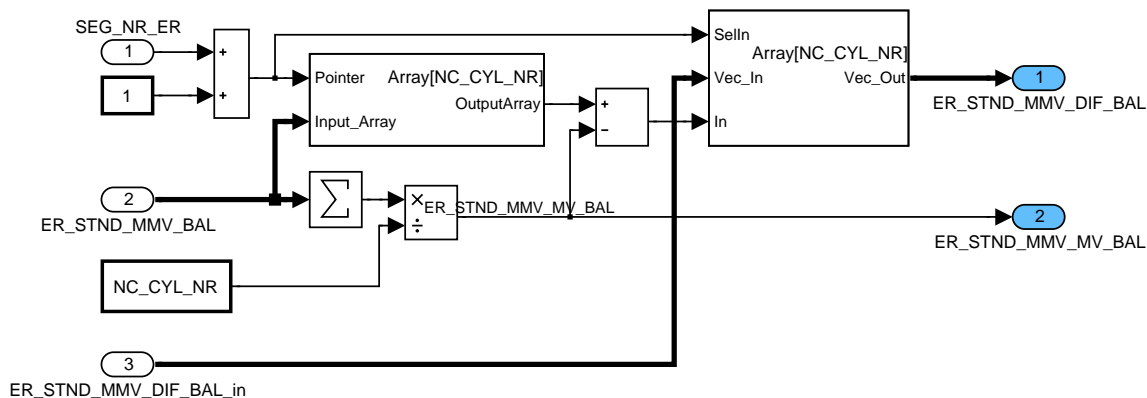 SEG_NR_ER
1
1
+
+
Pointer
Array[NC_CYL_NR]
OutputArray
Input_Array
+
−
SelIn
Array[NC_CYL_NR]
Vec_In
Vec_Out
In
1
ER_STND_MMV_DIF_BAL
2
ER_STND_MMV_BAL
∑
×
÷
ER_STND_MMV_MV_BAL
2
ER_STND_MMV_MV_BAL
NC_CYL_NR
3
ER_STND_MMV_DIF_BAL_in